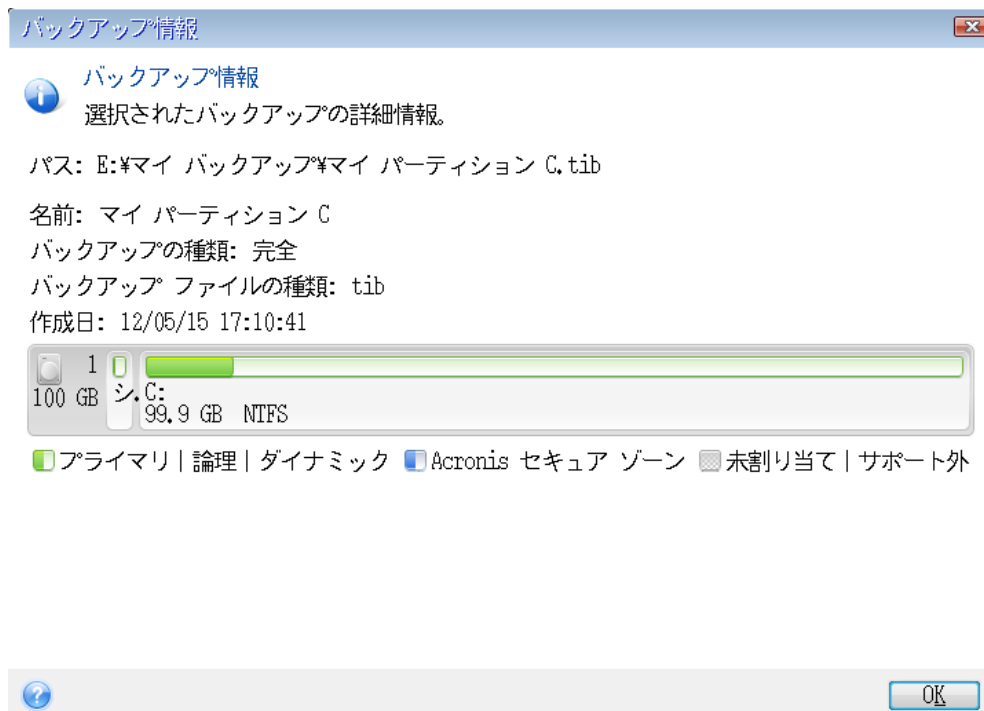 バックアップ情報
バックアップ情報
選択されたバックアップの詳細情報。
パス: E:¥マイ バックアップ¥マイ パーティション C.tib
名前: マイ パーティション C
バックアップの種類: 完全
バックアップ ファイルの種類: tib
作成日: 12/05/15 17:10:41
1
100 GB
シ.
C:
99.9 GB NTFS
プライマリ|論理|ダイナミック Acronis セキュア ゾーン 未割り当て|サポート外
OK